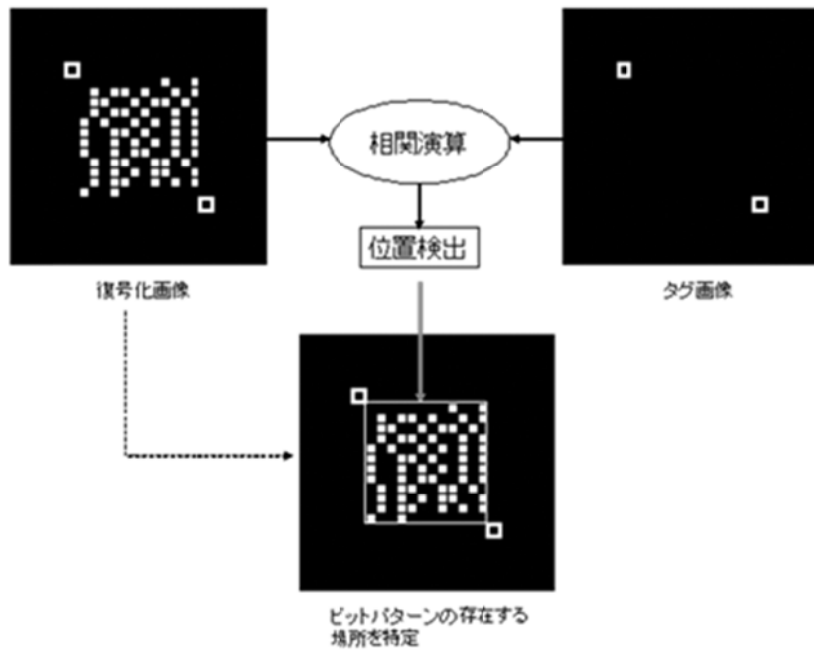 相関演算
位置検出
復号化画像
タグ画像
ビットパターンの存在する
場所を特定